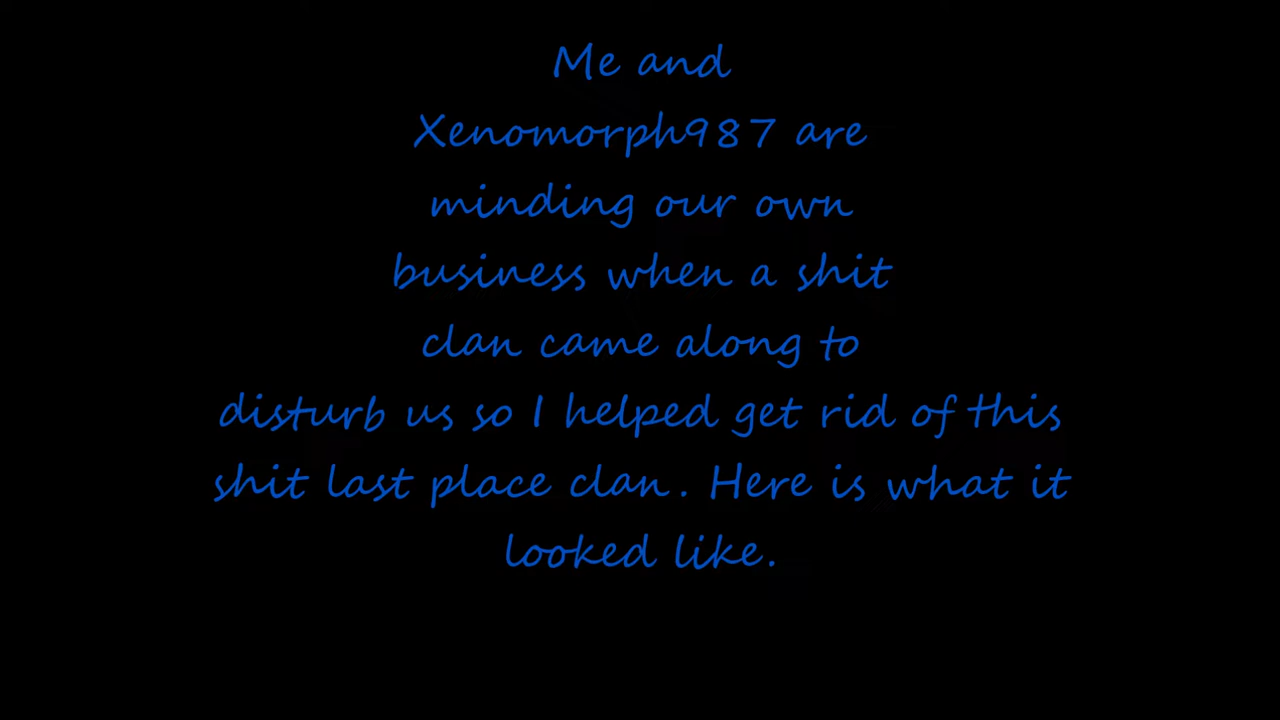 Me and
Xenomorph987 are
minding our own
business when a shit
clan came along to
disturb us so I helped get rid of this
shit last place clan. Here is what it
looked like.